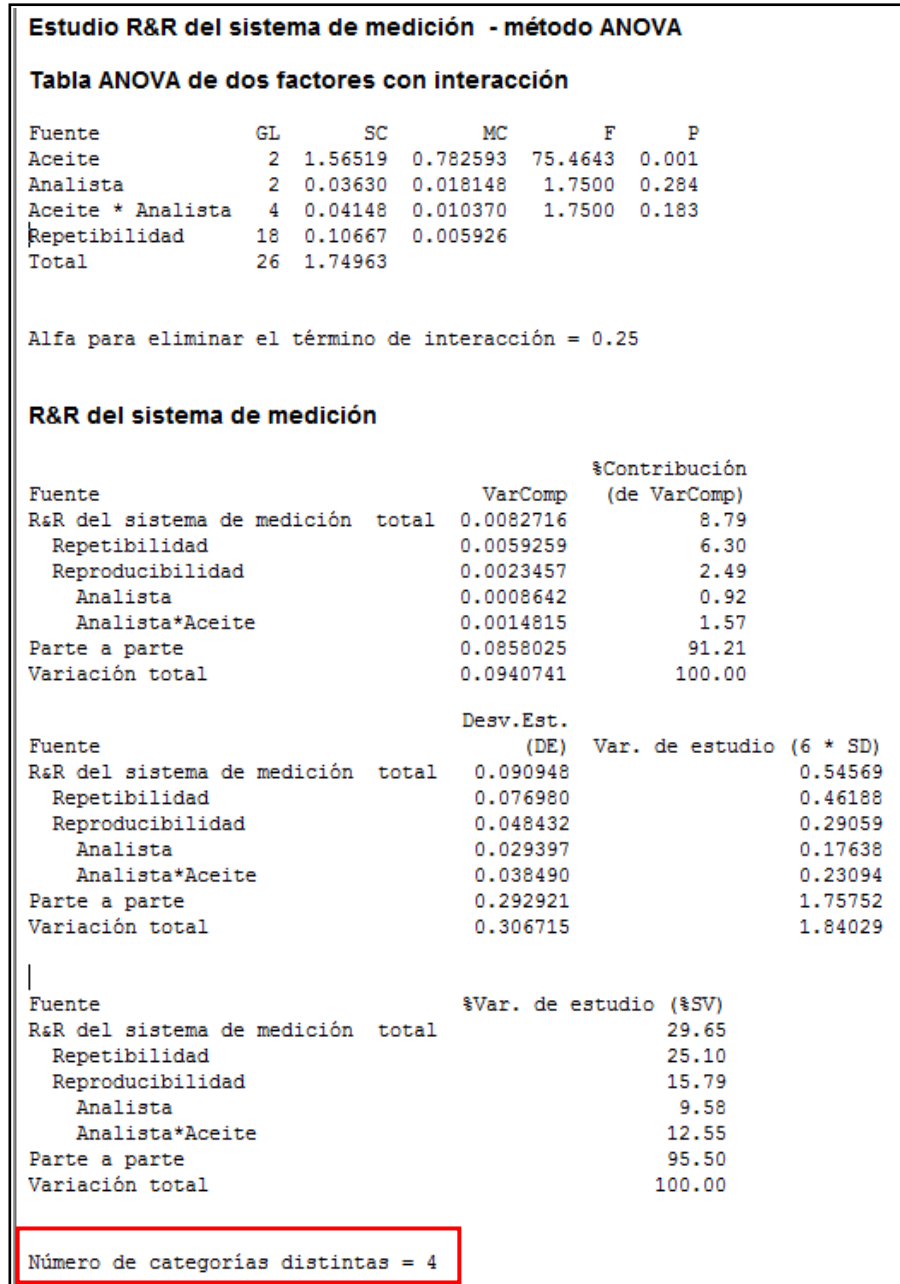 Estudio R&R del sistema de medición - método ANOVA
Tabla ANOVA de dos factores con interacción
Fuente GL SC MC F P
Aceite 2 1.56519 0.782593 75.4643 0.001
Analista 2 0.03630 0.018148 1.7500 0.284
Aceite * Analista 4 0.04148 0.010370 1.7500 0.183
Repetibilidad 18 0.10667 0.005926
Total 26 1.74963
Alfa para eliminar el término de interacción = 0.25
R&R del sistema de medición
%Contribución
Fuente VarComp (de VarComp)
R&R del sistema de medición total 0.0082716 8.79
Repetibilidad 0.0059259 6.30
Reproducibilidad 0.0023457 2.49
Analista 0.0008642 0.92
Analista*Aceite 0.0014815 1.57
Parte a parte 0.0858025 91.21
Variación total 0.0940741 100.00
Desv.Est.
Fuente (DE) Var. de estudio (6 * SD)
R&R del sistema de medición total 0.090948 0.54569
Repetibilidad 0.076980 0.46188
Reproducibilidad 0.048432 0.29059
Analista 0.029397 0.17638
Analista*Aceite 0.038490 0.23094
Parte a parte 0.292921 1.75752
Variación total 0.306715 1.84029
Fuente %Var. de estudio (%SV)
R&R del sistema de medición total 29.65
Repetibilidad 25.10
Reproducibilidad 15.79
Analista 9.58
Analista*Aceite 12.55
Parte a parte 95.50
Variación total 100.00
Número de categorías distintas = 4